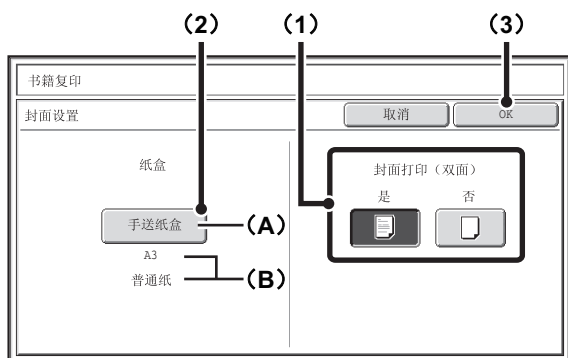 (2) (1) (3)
书籍复印
封面设置 取消 OK
纸盒 封面打印（双面）
是 否
手送纸盒 (A)
A3
普通纸 (B)